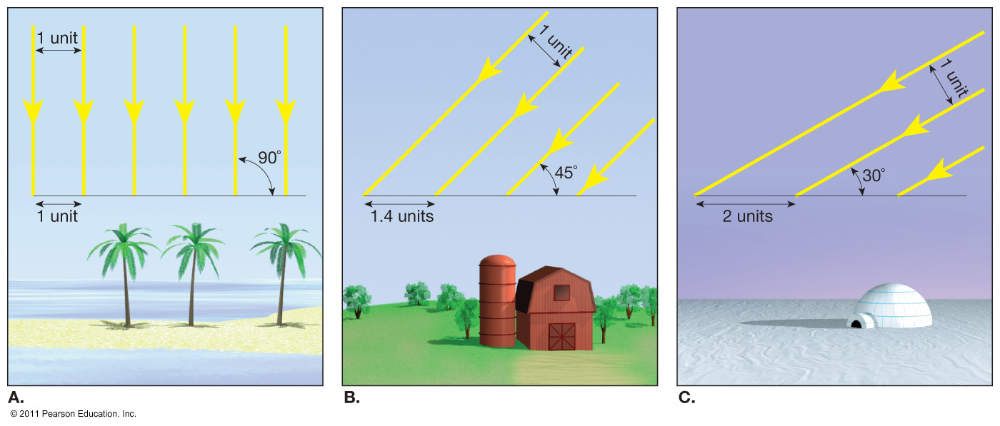 1 unit
90°
1 unit
A.
1 unit
45°
1.4 units
B.
1 unit
30°
2 units
C.
© 2011 Pearson Education, Inc.